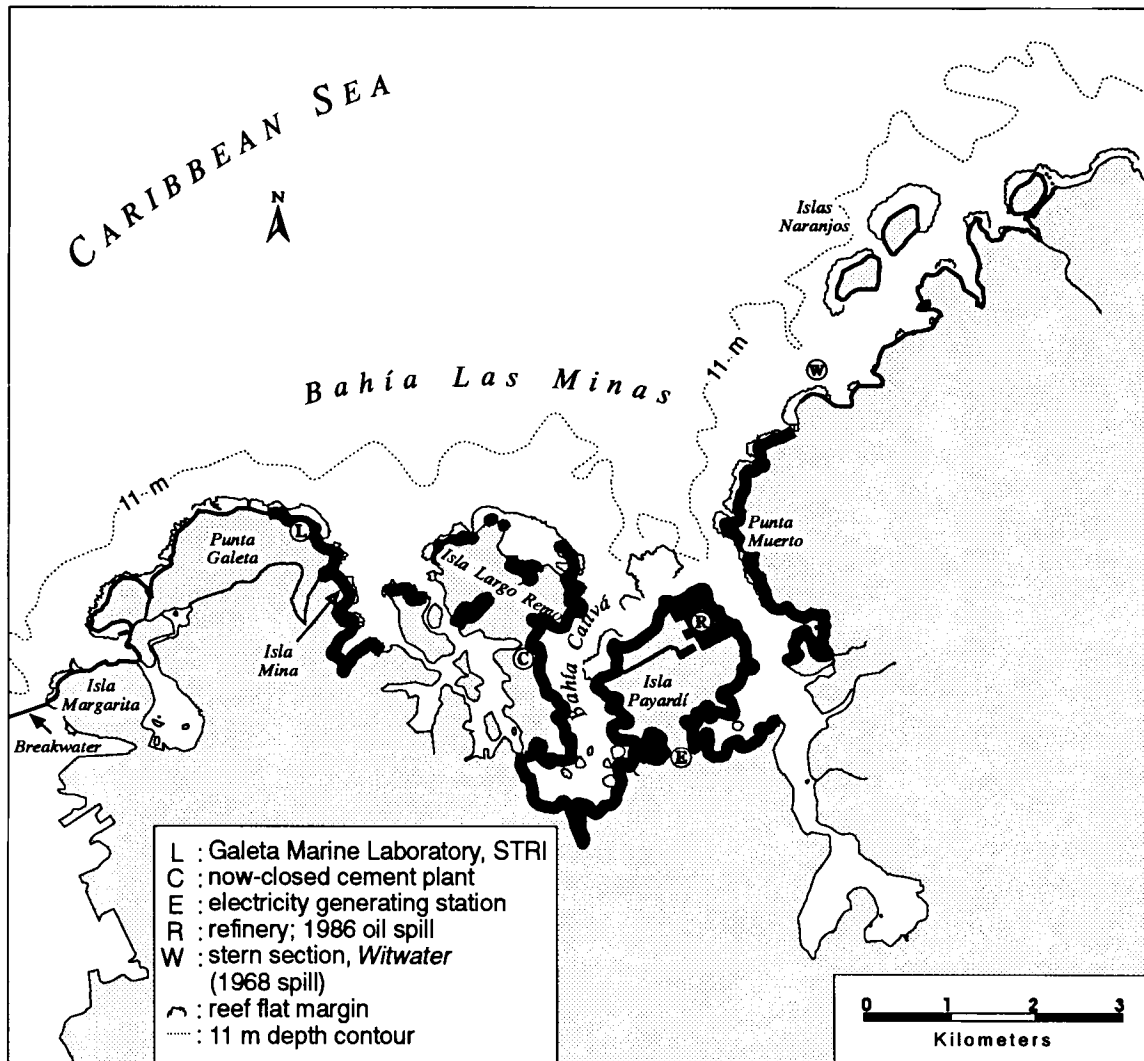 CARIBBEAN SEA
N
Islas
Naranjos
11 m
W
Bahía Las Minas
11 m
Punta
Galeta
L
Punta
Muerto
Isla Largo Remo
Bahía Cativá
R
Isla
Mina
C
Isla
Payardí
Isla
Margarita
Breakwater
E
L : Galeta Marine Laboratory, STRI
C : now-closed cement plant
E : electricity generating station
R : refinery; 1986 oil spill
W : stern section, Witwater
(1968 spill)
: reef flat margin
: 11 m depth contour
0 1 2 3
Kilometers